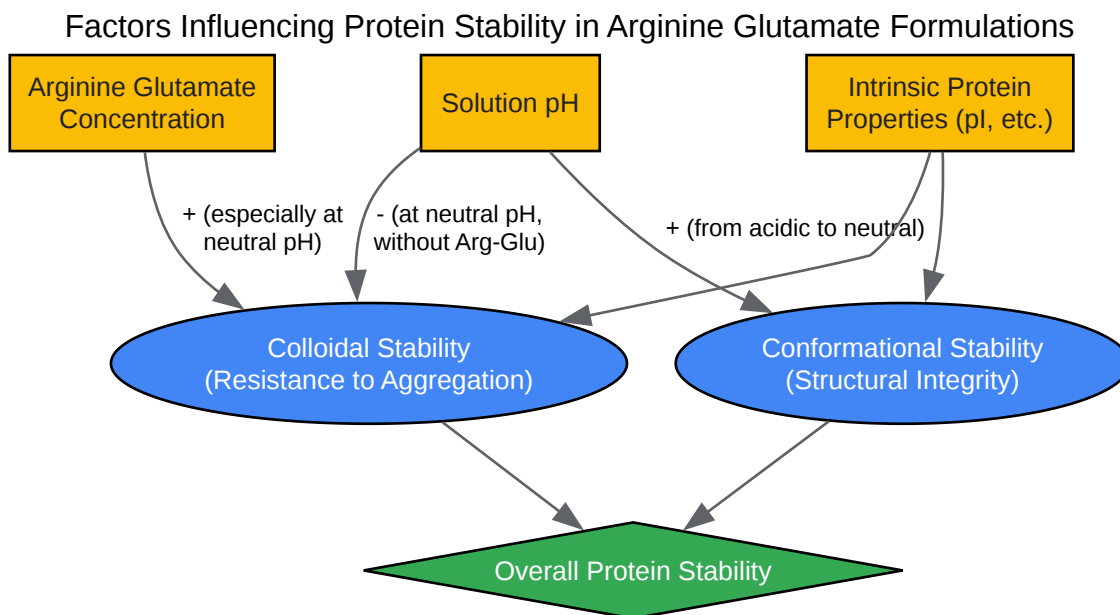 Factors Influencing Protein Stability in Arginine Glutamate Formulations
Arginine Glutamate
Concentration
Solution pH
Intrinsic Protein
Properties (pI, etc.)
+ (especially at
neutral pH)
- (at neutral pH,
without Arg-Glu)
+ (from acidic to neutral)
Colloidal Stability
(Resistance to Aggregation)
Conformational Stability
(Structural Integrity)
Overall Protein Stability